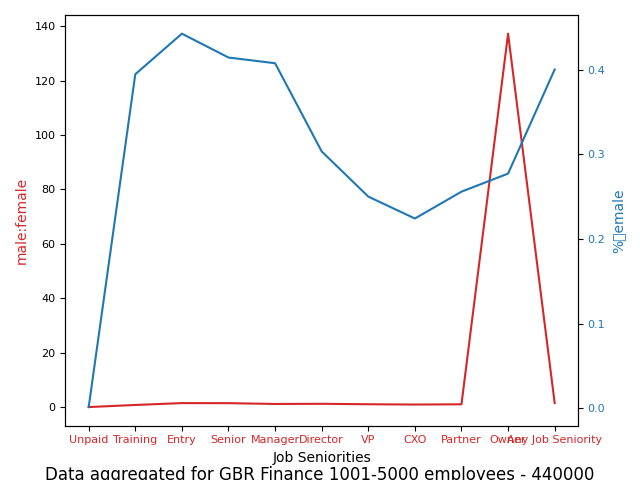 140
120
100
80
60
40
20
0
male:female
0.4
0.3
0.2
0.1
0.0
%▯emale
Unpaid Training Entry Senior Manager Director VP CXO Partner Owner Any Job Seniority
Job Seniorities
Data aggregated for GBR Finance 1001-5000 employees - 440000